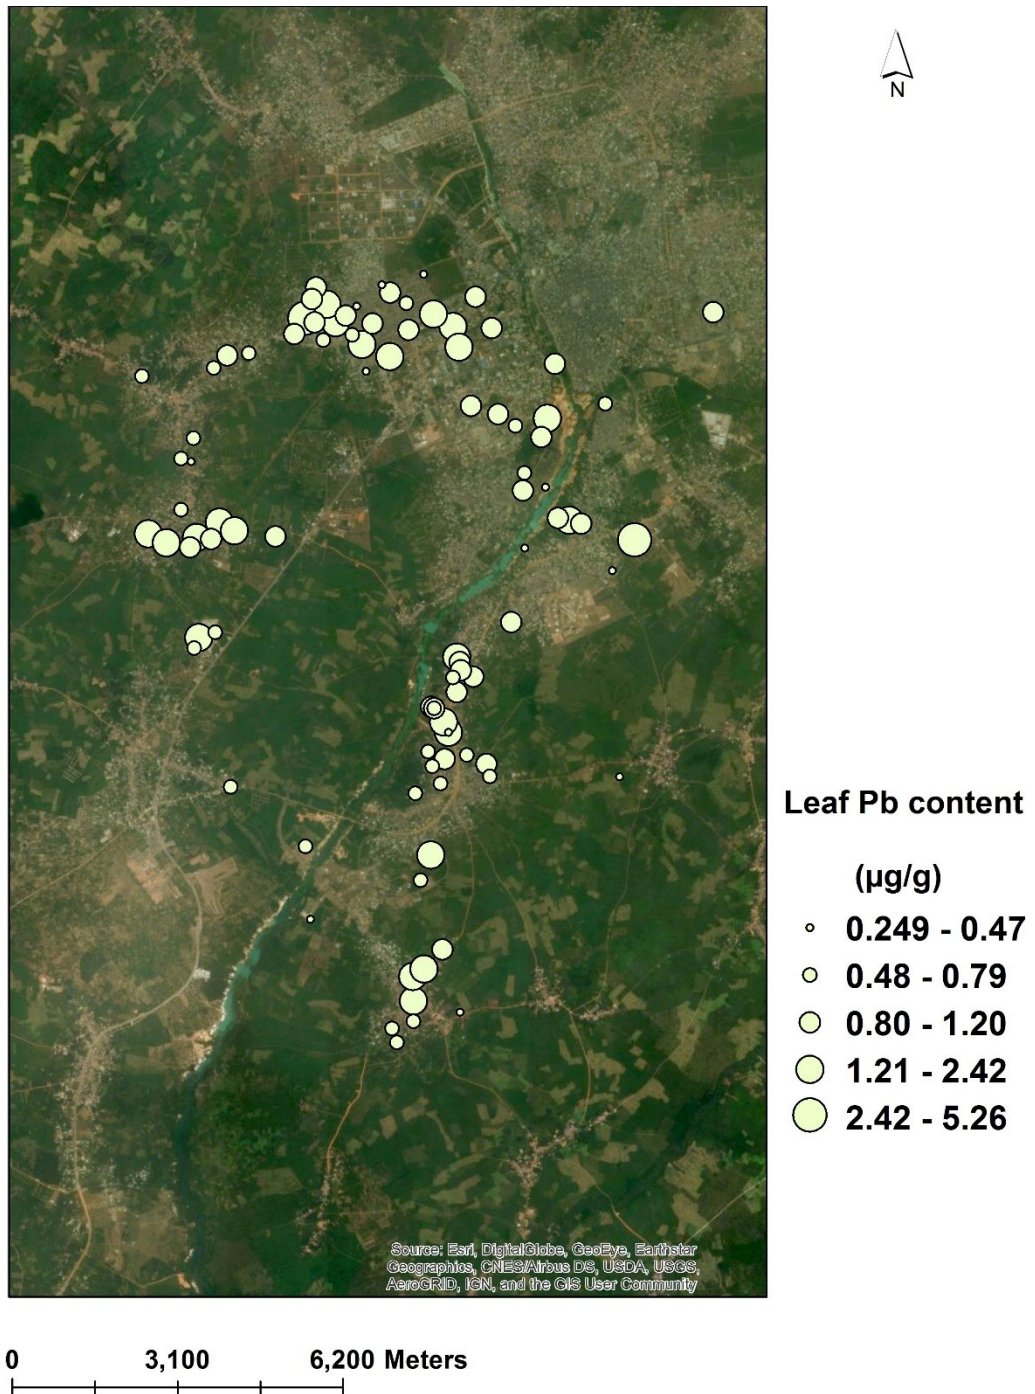 N
Leaf Pb content
(µg/g)
0.249 - 0.47
0.48 - 0.79
0.80 - 1.20
1.21 - 2.42
2.42 - 5.26
Source: Esri, DigitalGlobe, GeoEye, Earthstar
Geographics, CNES/Airbus DS, USDA, USGS,
AeroGRID, IGN, and the GIS User Community
0 3,100 6,200 Meters